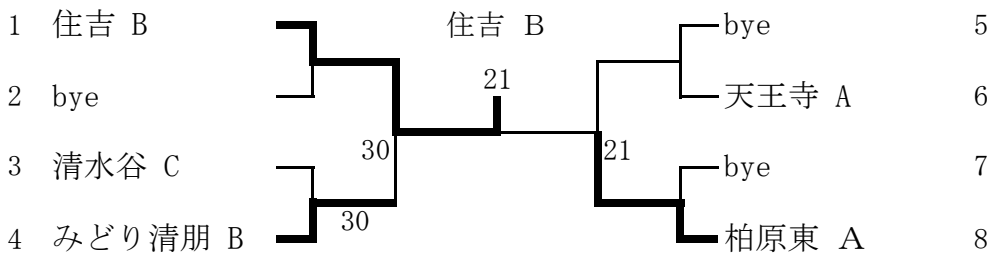 住吉 B
1 住吉 B
2 bye
3 清水谷 C
4 みどり清朋 B
21
30
30
21
bye 5
天王寺 A 6
bye 7
柏原東 A 8